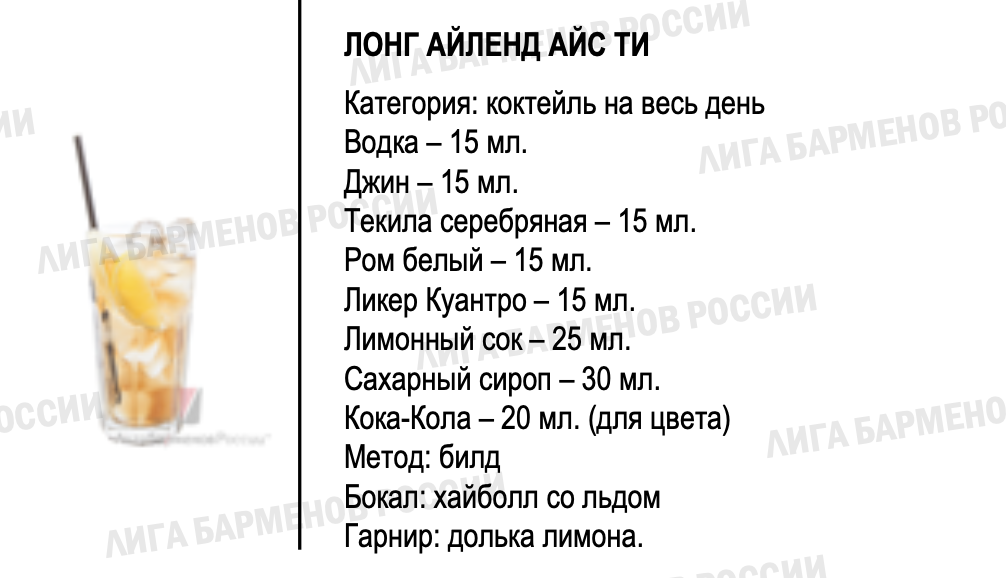 ЛОНГ АЙЛЕНД АЙС ТИ
Категория: коктейль на весь день
Водка – 15 мл.
Джин – 15 мл.
Текила серебряная – 15 мл.
Ром белый – 15 мл.
Ликер Куантро – 15 мл.
Лимонный сок – 25 мл.
Сахарный сироп – 30 мл.
Кока-Кола – 20 мл. (для цвета)
Метод: билд
Бокал: хайболл со льдом
Гарнир: долька лимона.
ЛИГА БАРМЕНОВ РОССИИ
ЛИГА БАРМЕНОВ РО
ЛИГА БАРМЕНОВ РОССИИ
ЛИГА БАРМЕНОВ РОССИИ
РОССИИ
ЛИГА БАРМЕНО
ЛИГА БАРМЕНОВ РОССИИ